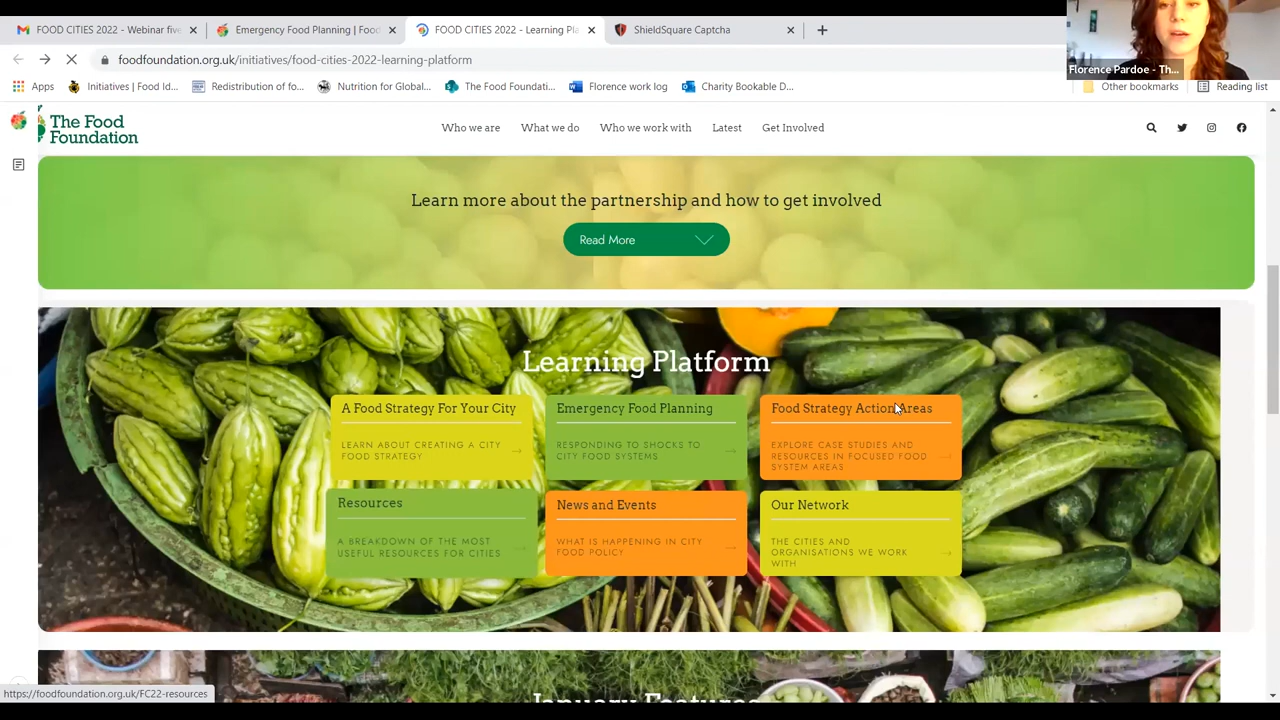 FOOD CITIES 2022 - Webinar five
Emergency Food Planning | Food
FOOD CITIES 2022 - Learning Pla
ShieldSquare Captcha
foodfoundation.org.uk/initiatives/food-cities-2022-learning-platform
Florence Pardoe - Th...
Apps
Initiatives | Food Id...
Redistribution of fo...
Nutrition for Global...
The Food Foundati...
Florence work log
Charity Bookable D...
Other bookmarks
Reading list
The Food
Foundation
Who we are
What we do
Who we work with
Latest
Get Involved
Learn more about the partnership and how to get involved
Read More
Learning Platform
A Food Strategy For Your City
LEARN ABOUT CREATING A CITY
FOOD STRATEGY
Emergency Food Planning
RESPONDING TO SHOCKS TO
CITY FOOD SYSTEMS
Food Strategy Action Areas
EXPLORE CASE STUDIES AND
RESOURCES IN FOCUSED FOOD
SYSTEM AREAS
Resources
A BREAKDOWN OF THE MOST
USEFUL RESOURCES FOR CITIES
News and Events
WHAT IS HAPPENING IN CITY
FOOD POLICY
Our Network
THE CITIES AND
ORGANISATIONS WE WORK
WITH
January Features
https://foodfoundation.org.uk/FC22-resources